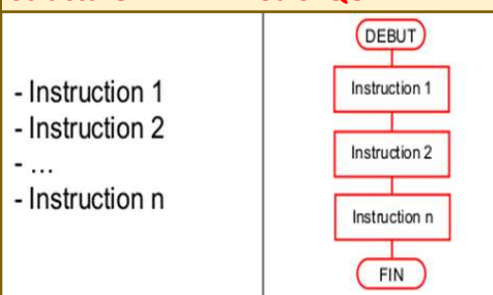 - Instruction 1
- Instruction 2
- ...
- Instruction n
DEBUT
Instruction 1
Instruction 2
Instruction n
FIN